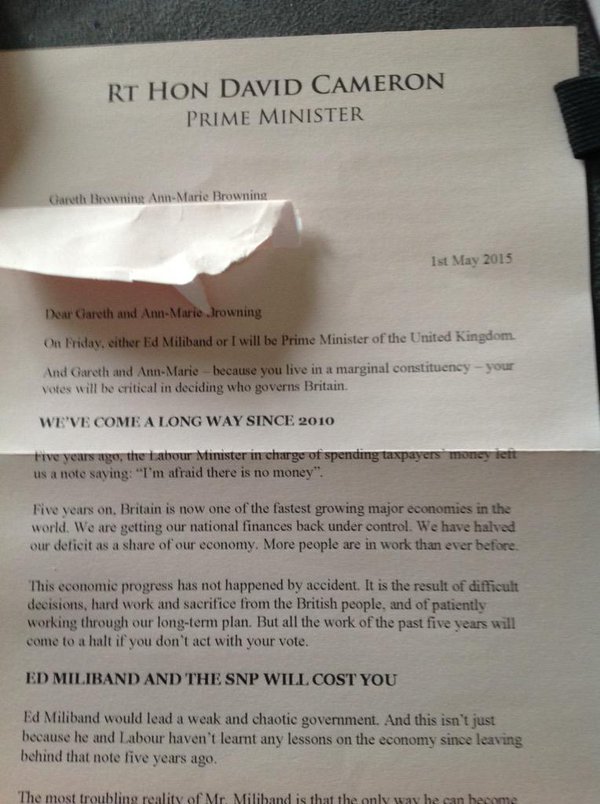 RT HON DAVID CAMERON
PRIME MINISTER
Gareth Browning Ann-Marie Browning
1st May 2015
Dear Gareth and Ann-Marie Browning
On Friday, either Ed Miliband or I will be Prime Minister of the United Kingdom.
And Gareth and Ann-Marie – because you live in a marginal constituency – your
votes will be critical in deciding who governs Britain.
WE'VE COME A LONG WAY SINCE 2010
Five years ago, the Labour Minister in charge of spending taxpayers' money left
us a note saying: “I'm afraid there is no money”.
Five years on, Britain is now one of the fastest growing major economies in the
world. We are getting our national finances back under control. We have halved
our deficit as a share of our economy. More people are in work than ever before.
This economic progress has not happened by accident. It is the result of difficult
decisions, hard work and sacrifice from the British people, and of patiently
working through our long-term plan. But all the work of the past five years will
come to a halt if you don't act with your vote.
ED MILIBAND AND THE SNP WILL COST YOU
Ed Miliband would lead a weak and chaotic government. And this isn't just
because he and Labour haven't learnt any lessons on the economy since leaving
behind that note five years ago.
The most troubling reality of Mr. Miliband is that the only way he can become